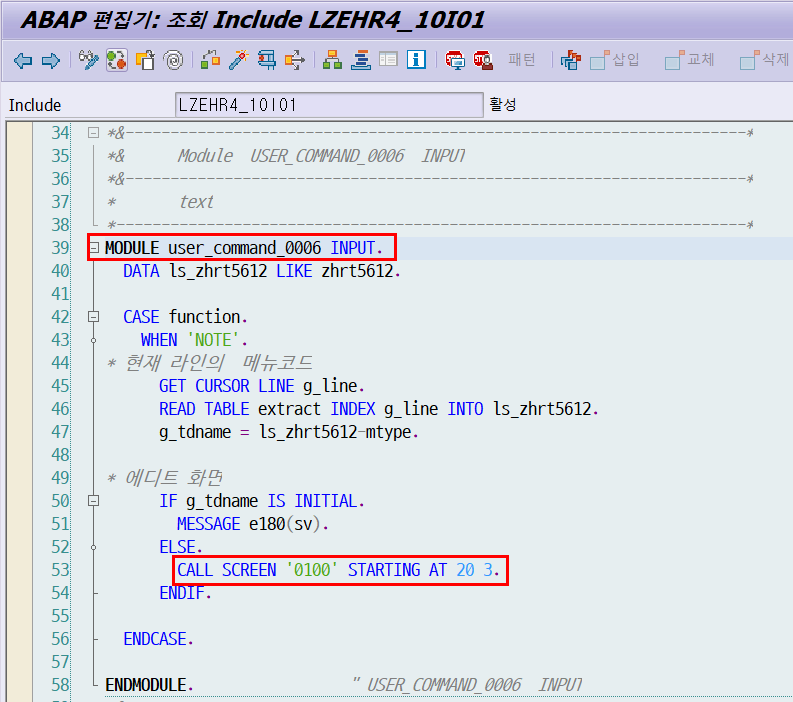 ABAP 편집기: 조회 Include LZEHR4_10I01
패턴 삽입 교체 삭제
Include LZEHR4_10I01 활성
34 *&---------------------------------------------------------------------*
35 *&      Module  USER_COMMAND_0006  INPUT
36 *&---------------------------------------------------------------------*
37 *       text
38 *----------------------------------------------------------------------*
39 MODULE user_command_0006 INPUT.
40   DATA ls_zhrt5612 LIKE zhrt5612.
41
42   CASE function.
43     WHEN 'NOTE'.
44 * 현재 라인의  메뉴코드
45       GET CURSOR LINE g_line.
46       READ TABLE extract INDEX g_line INTO ls_zhrt5612.
47       g_tdname = ls_zhrt5612-mtype.
48
49 * 에디트 화면
50       IF g_tdname IS INITIAL.
51         MESSAGE e180(sv).
52       ELSE.
53         CALL SCREEN '0100' STARTING AT 20 3.
54       ENDIF.
55
56   ENDCASE.
57
58 ENDMODULE.                 " USER_COMMAND_0006  INPUT